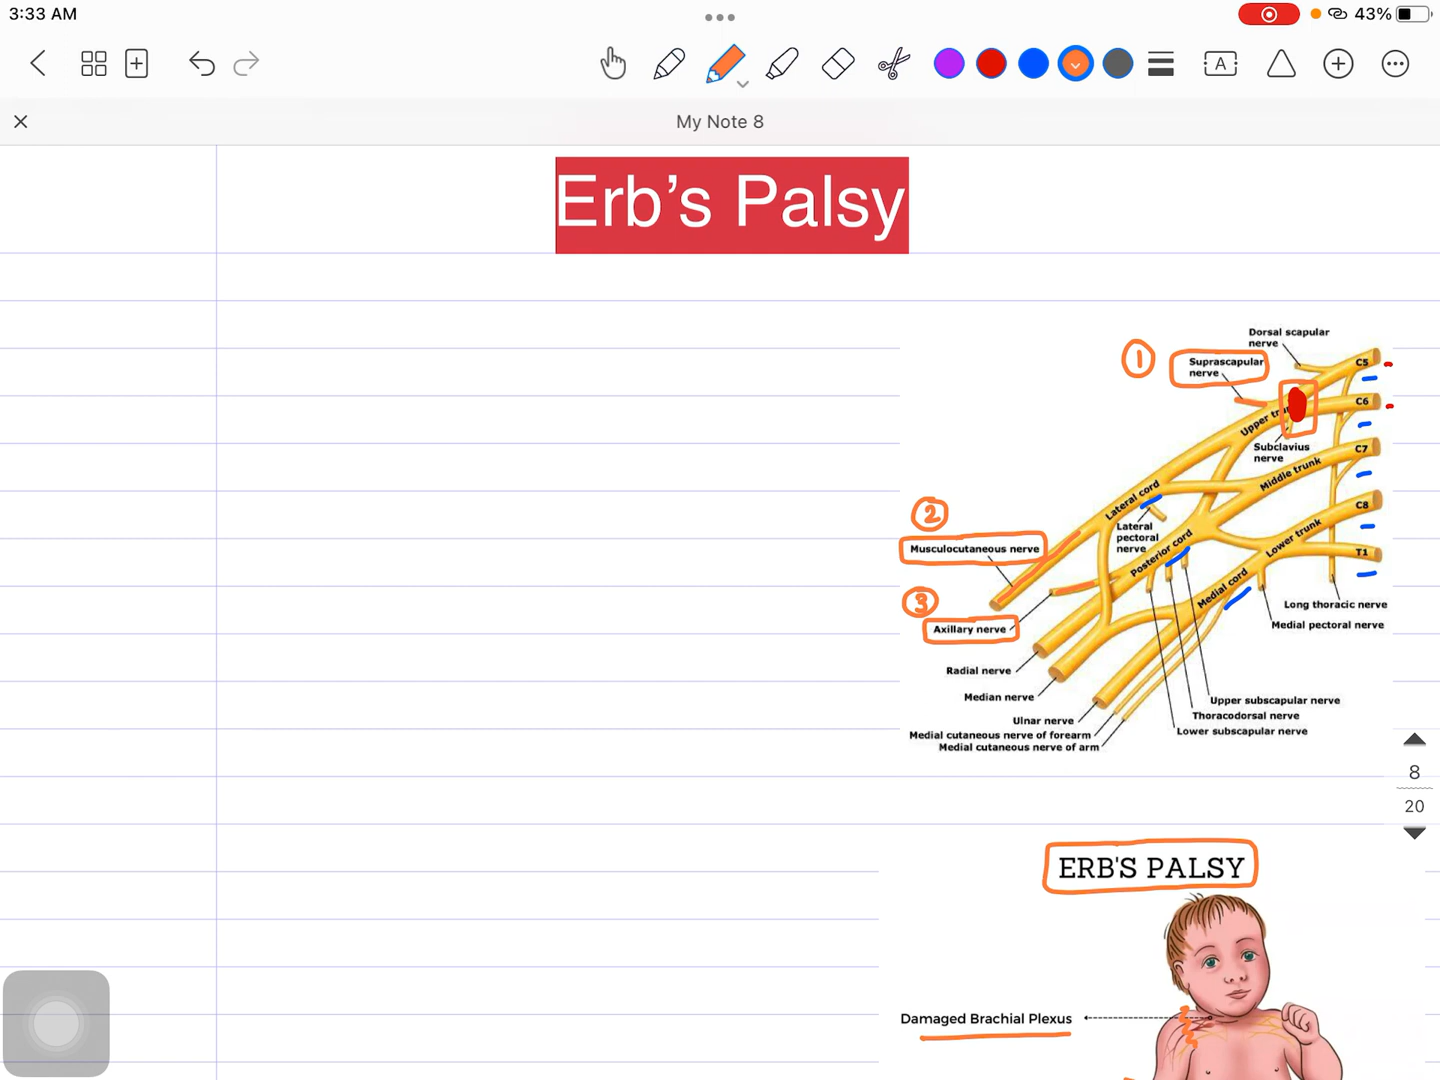 3:33 AM
43%
A
My Note 8
Erb's Palsy
Dorsal scapular
nerve
1
Suprascapular
nerve
C5
C6
Upper tru
Subclavius
nerve
C7
Middle trunk
Lateral cord
C8
2
Lateral
pectoral
nerve
Musculocutaneous nerve
Posterior cord
Lower trunk
T1
Medial cord
3
Axillary nerve
Long thoracic nerve
Medial pectoral nerve
Radial nerve
Median nerve
Upper subscapular nerve
Ulnar nerve
Thoracodorsal nerve
Medial cutaneous nerve of forearm
Lower subscapular nerve
Medial cutaneous nerve of arm
8
20
ERB'S PALSY
Damaged Brachial Plexus